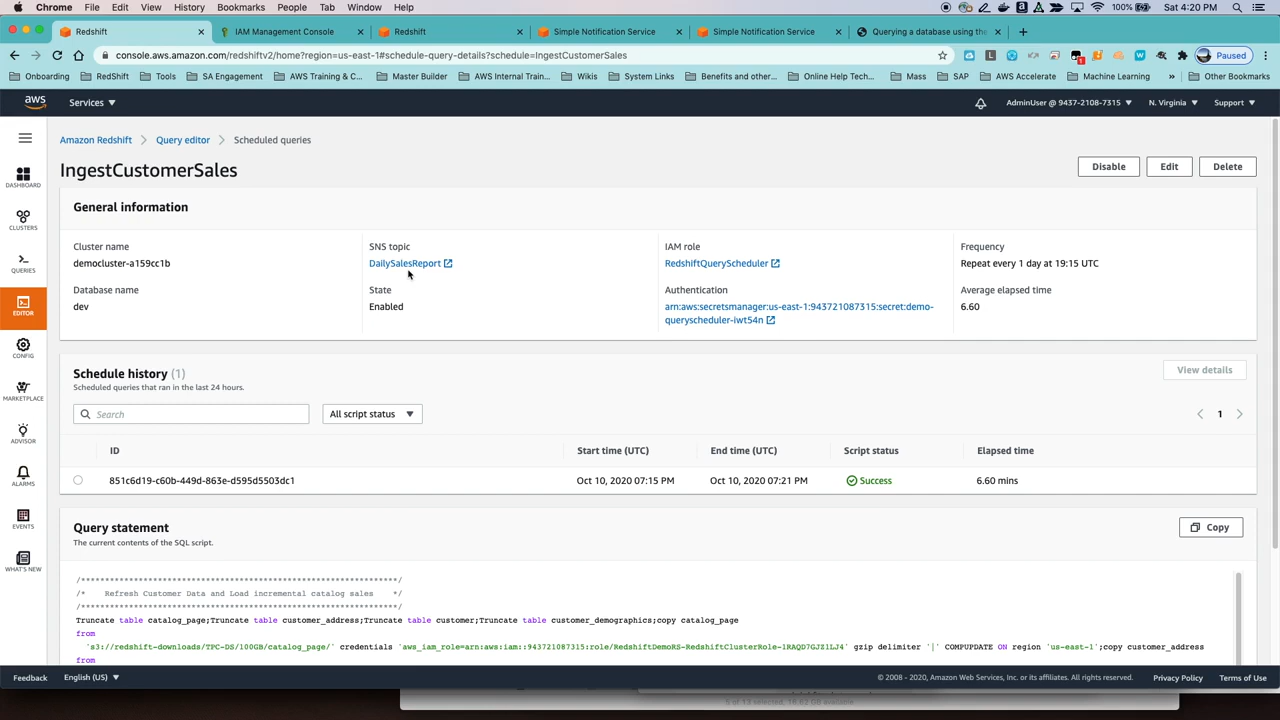 Chrome File Edit View History Bookmarks People Tab Window Help
100% Sat 4:20 PM
Redshift
IAM Management Console
Redshift
Simple Notification Service
Simple Notification Service
Querying a database using the
console.aws.amazon.com/redshiftv2/home?region=us-east-1#schedule-query-details?schedule=IngestCustomerSales
Paused
Onboarding RedShift Tools SA Engagement AWS Training & C... Master Builder AWS Internal Train... Wikis System Links Benefits and other... Online Help Tech... Mass SAP AWS Accelerate Machine Learning » Other Bookmarks
aws Services AdminUser @ 9437-2108-7315 N. Virginia Support
Amazon Redshift Query editor Scheduled queries
IngestCustomerSales
Disable Edit Delete
DASHBOARD
CLUSTERS
QUERIES
EDITOR
CONFIG
MARKETPLACE
ADVISOR
ALARMS
EVENTS
WHAT'S NEW
General information
Cluster name
democluster-a159cc1b
Database name
dev
SNS topic
DailySalesReport
State
Enabled
IAM role
RedshiftQueryScheduler
Authentication
arn:aws:secretsmanager:us-east-1:943721087315:secret:demo-
queryscheduler-iwt54n
Frequency
Repeat every 1 day at 19:15 UTC
Average elapsed time
6.60
Schedule history (1)
Scheduled queries that ran in the last 24 hours.
View details
Search
All script status
1
ID Start time (UTC) End time (UTC) Script status Elapsed time
851c6d19-c60b-449d-863e-d595d5503dc1 Oct 10, 2020 07:15 PM Oct 10, 2020 07:21 PM Success 6.60 mins
Query statement
The current contents of the SQL script.
Copy
/****************************************************************/
/* Refresh Customer Data and Load incremental catalog sales */
/****************************************************************/
Truncate table catalog_page;Truncate table customer_address;Truncate table customer;Truncate table customer_demographics;copy catalog_page
from
's3://redshift-downloads/TPC-DS/100GB/catalog_page/' credentials 'aws_iam_role=arn:aws:iam::943721087315:role/RedshiftDemoRS-RedshiftClusterRole-1RAQD7GJZ1LJ4' gzip delimiter '|' COMPUPDATE ON region 'us-east-1';copy customer_address
from
Feedback English (US) © 2008 - 2020, Amazon Web Services, Inc. or its affiliates. All rights reserved. Privacy Policy Terms of Use